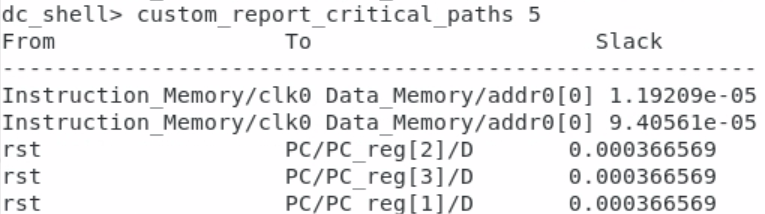 dc_shell> custom_report_critical_paths 5
From To Slack
--------------------------------------------------------
Instruction_Memory/clk0 Data_Memory/addr0[0] 1.19209e-05
Instruction_Memory/clk0 Data_Memory/addr0[0] 9.40561e-05
rst PC/PC_reg[2]/D 0.000366569
rst PC/PC_reg[3]/D 0.000366569
rst PC/PC_reg[1]/D 0.000366569